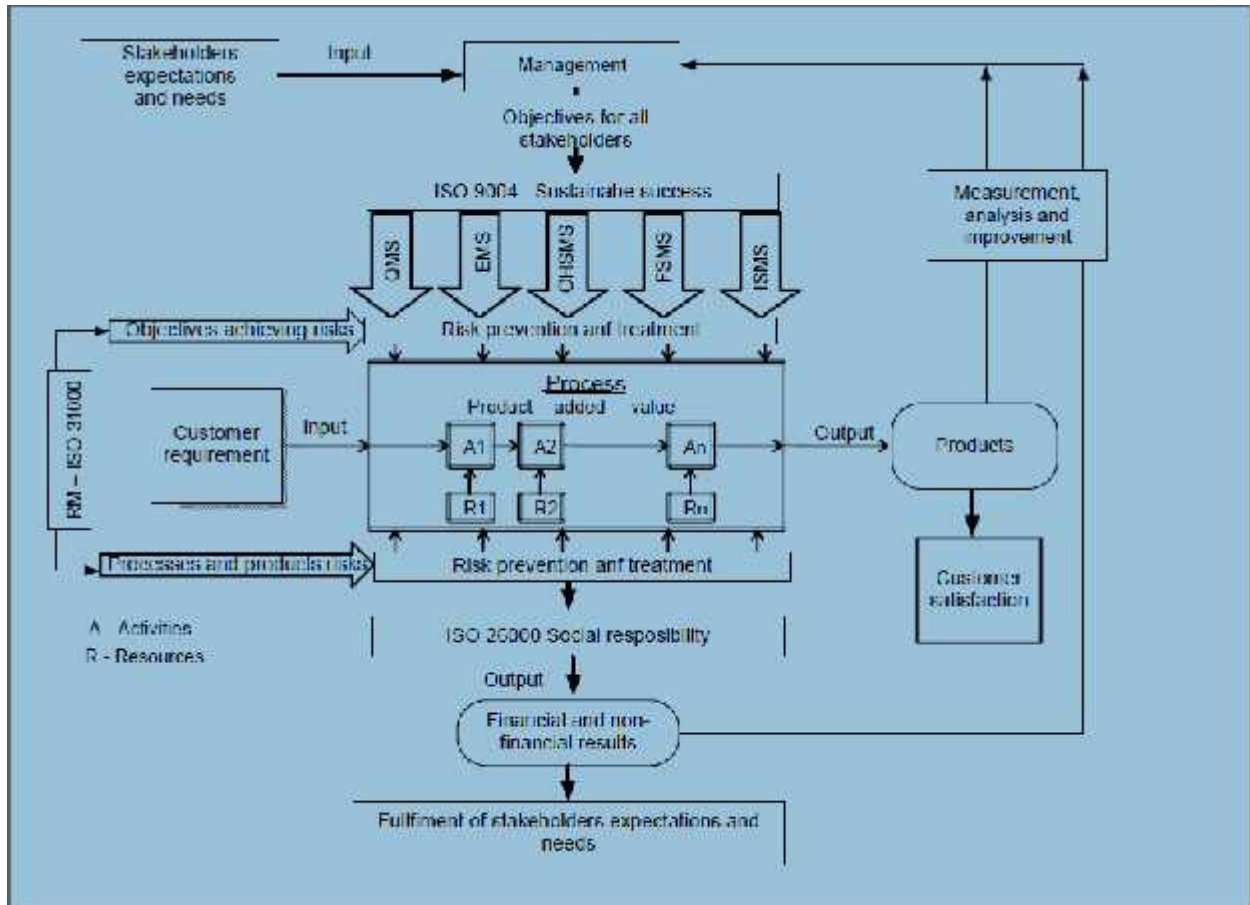 Stakeholders
expectations
and needs
Input
Management
Objectives for all
stakeholders
ISO 9004 Sustainabe success
QMS
EMS
OHSMS
FSMS
ISMS
Measurement,
analysis and
improvement
Objectives achieving risks
Risk prevention anf treatment
RM – ISO 31000
Customer
requirement
Input
Process
Product added value
A1
A2
An
R1
R2
Rn
Output
Products
Processes and products risks
Risk prevention anf treatment
Customer
satisfaction
A Activities
R - Resources
ISO 26000 Social resposibility
Output
Financial and non-
financial results
Fullfiment of stakeholders expectations and
needs